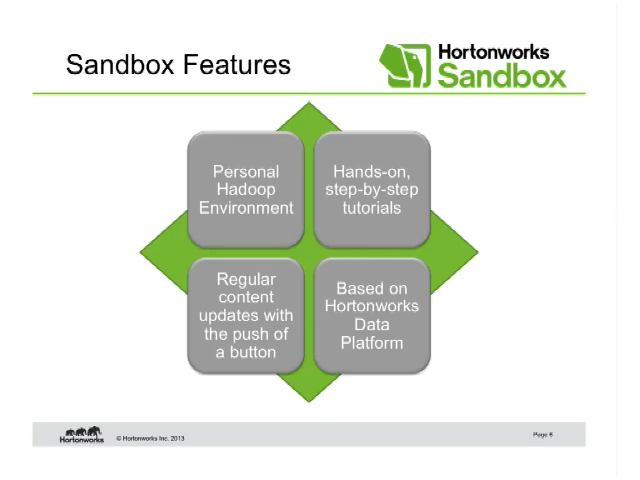 Sandbox Features
Hortonworks
Sandbox
Personal
Hadoop
Environment
Hands-on,
step-by-step
tutorials
Regular
content
updates with
the push of
a button
Based on
Hortonworks
Data
Platform
Hortonworks
© Hortonworks Inc. 2013
Page 6